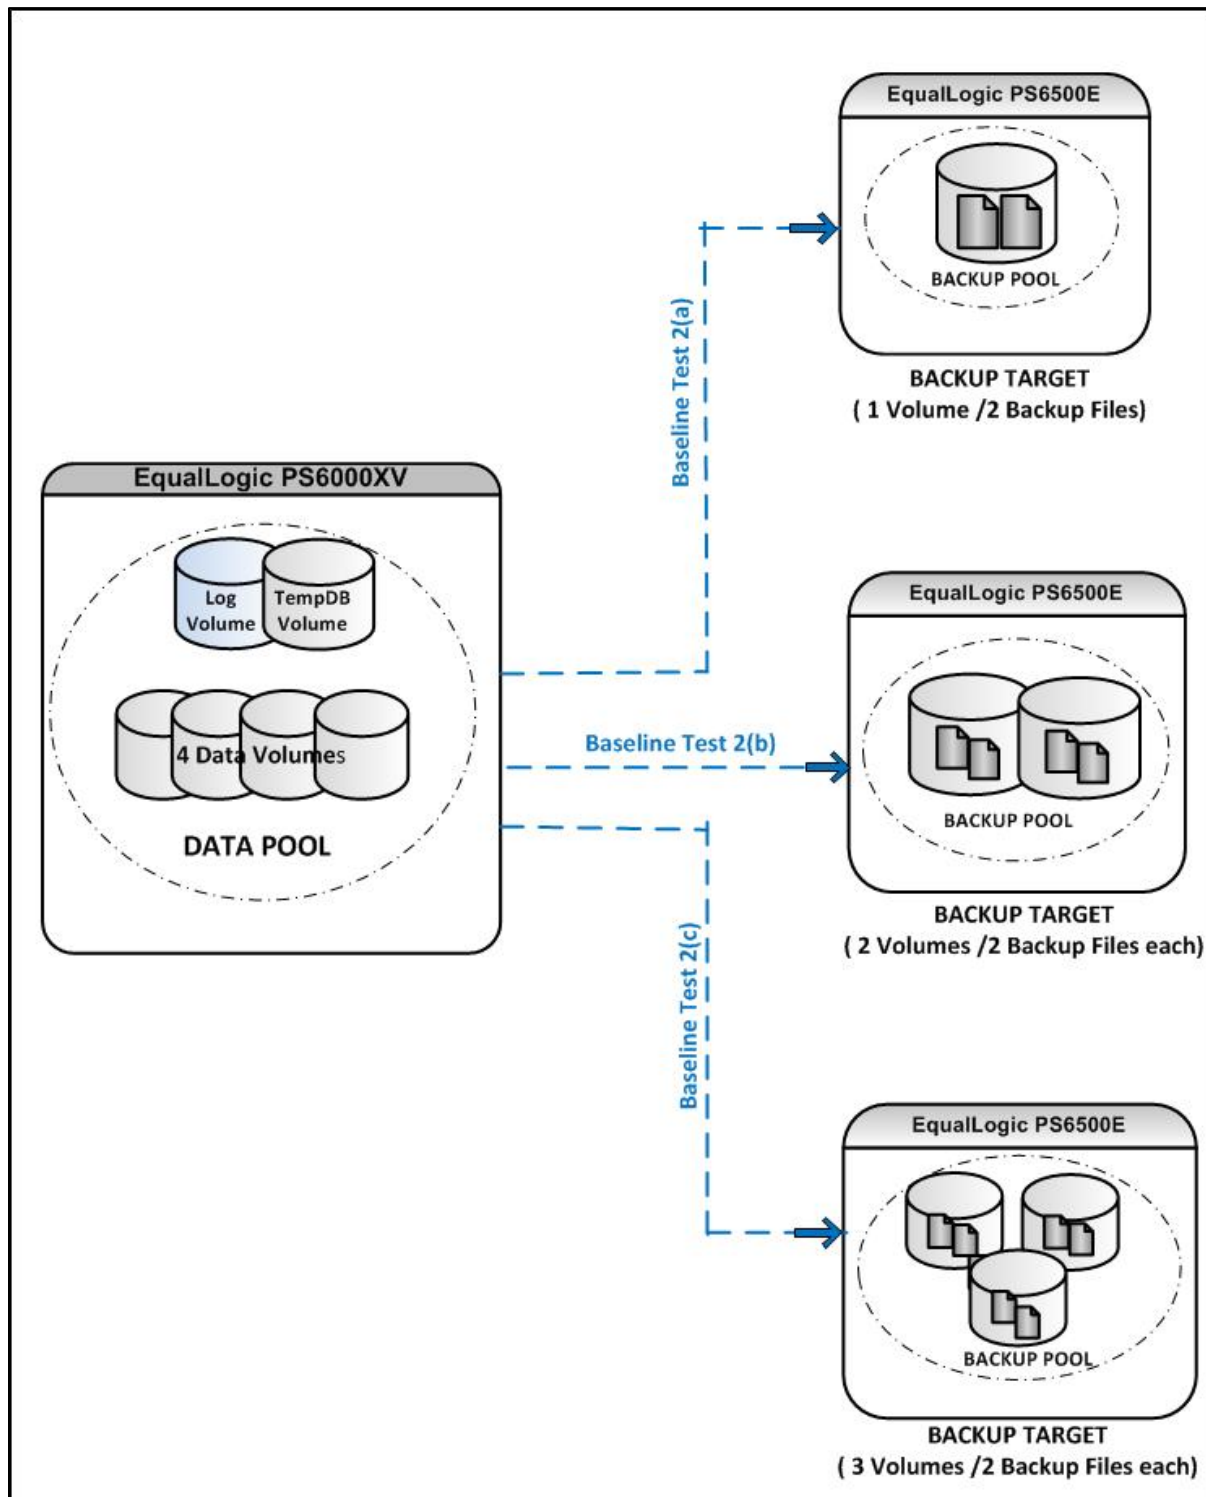 EqualLogic PS6500E
BACKUP POOL
BACKUP TARGET
( 1 Volume /2 Backup Files)
Baseline Test 2(a)
EqualLogic PS6000XV
Log
Volume
TempDB
Volume
4 Data Volumes
DATA POOL
Baseline Test 2(b)
EqualLogic PS6500E
BACKUP POOL
BACKUP TARGET
( 2 Volumes /2 Backup Files each)
Baseline Test 2(c)
EqualLogic PS6500E
BACKUP POOL
BACKUP TARGET
( 3 Volumes /2 Backup Files each)